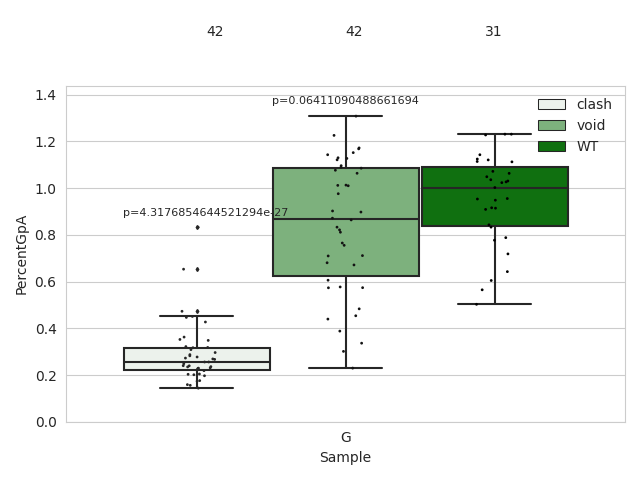 42 42 31
p=0.06411090488661694
p=4.3176854644521294e-27
clash
void
WT
1.4
1.2
1.0
0.8
0.6
0.4
0.2
0.0
PercentGpA
G
Sample